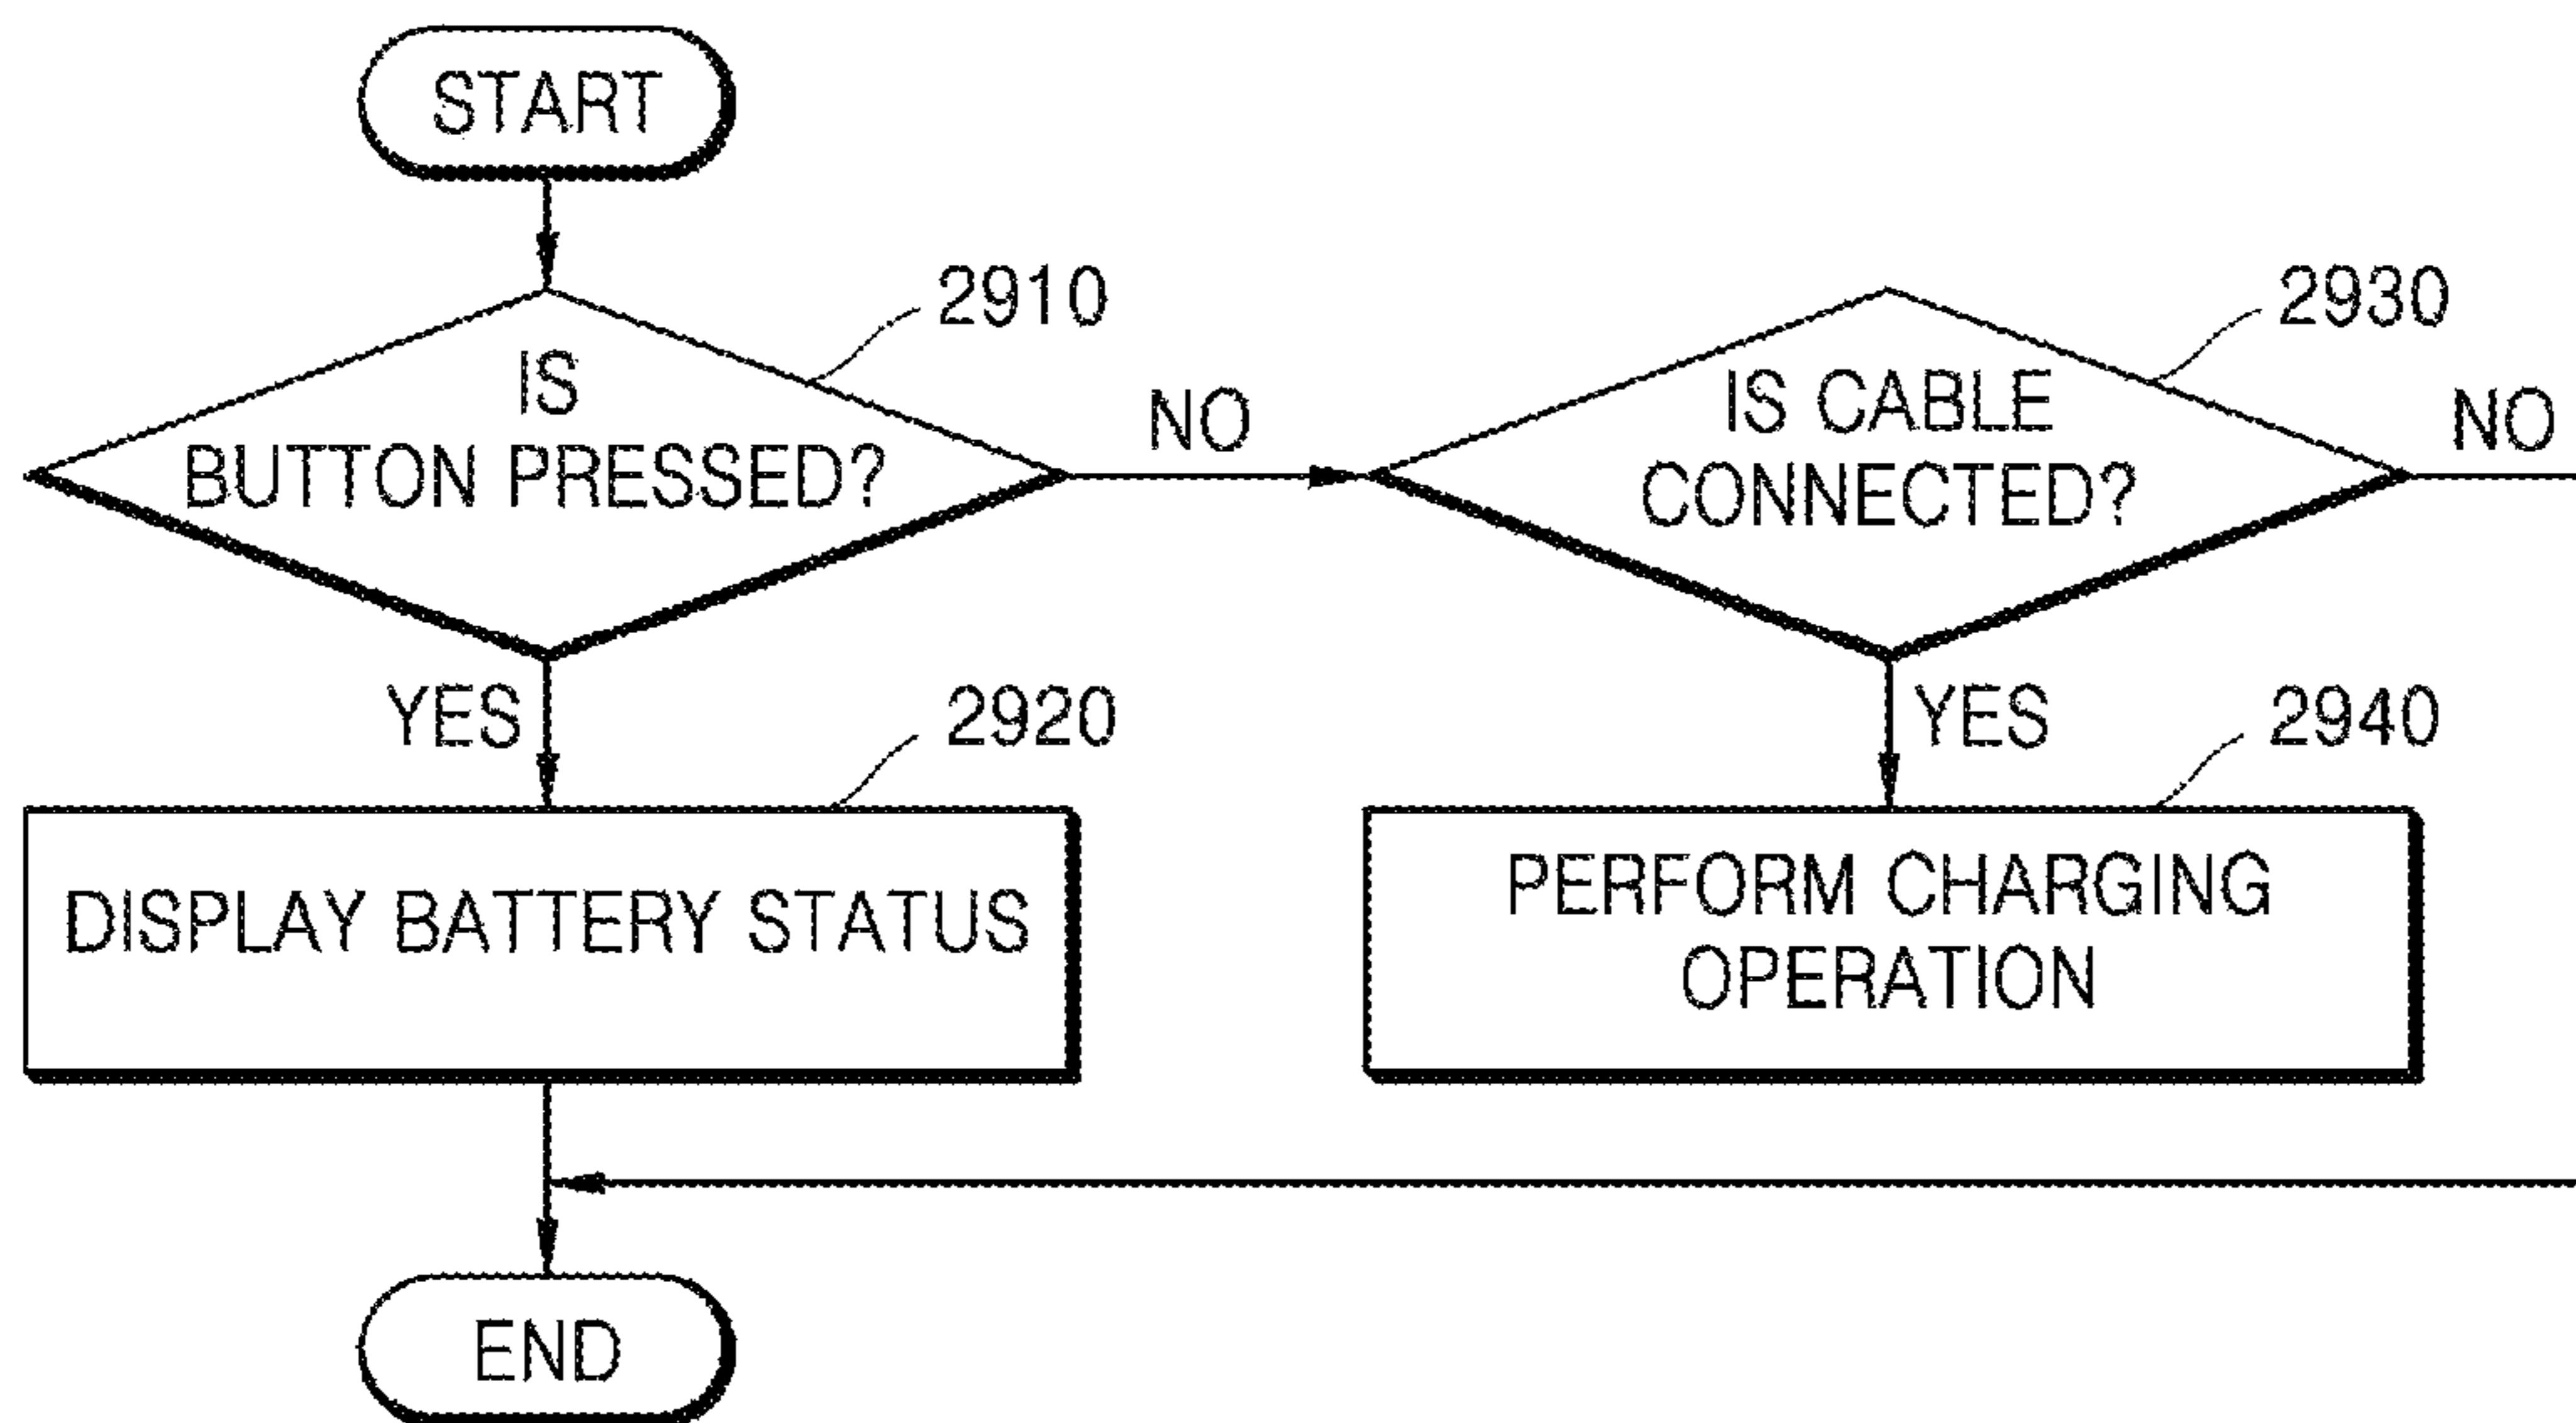 START
2910
IS
BUTTON PRESSED?
NO
2930
IS CABLE
CONNECTED?
NO
YES
2920
DISPLAY BATTERY STATUS
YES
2940
PERFORM CHARGING
OPERATION
END